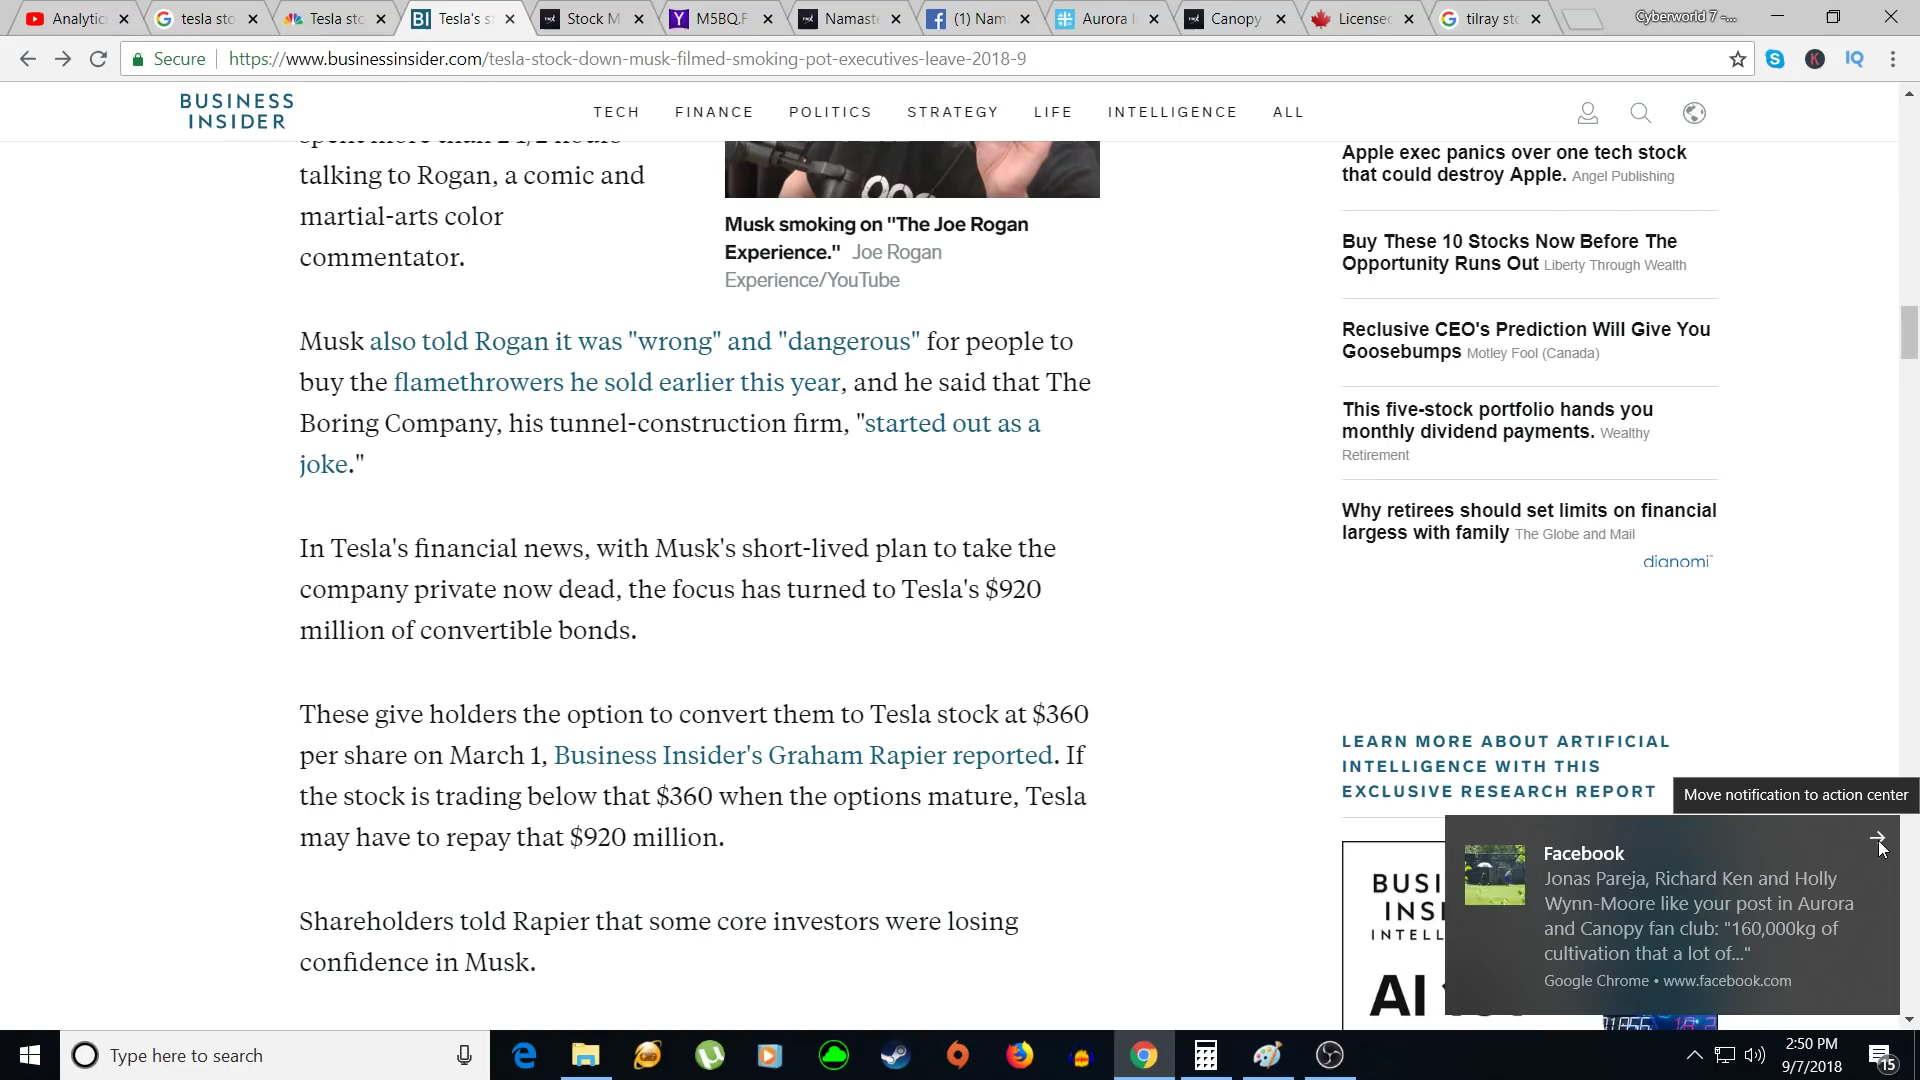 Analytic
tesla sto
Tesla sto
Tesla's s
Stock M
M5BQ.F
Namast
(1) Nam
Aurora I
Canopy
Licensed
tilray sto
Cyberworld 7 -...
Secure
https://www.businessinsider.com/tesla-stock-down-musk-filmed-smoking-pot-executives-leave-2018-9
BUSINESS
INSIDER
TECH
FINANCE
POLITICS
STRATEGY
LIFE
INTELLIGENCE
ALL
talking to Rogan, a comic and
martial-arts color
commentator.
Musk smoking on "The Joe Rogan
Experience." Joe Rogan
Experience/YouTube
Musk also told Rogan it was "wrong" and "dangerous" for people to
buy the flamethrowers he sold earlier this year, and he said that The
Boring Company, his tunnel-construction firm, "started out as a
joke."
In Tesla's financial news, with Musk's short-lived plan to take the
company private now dead, the focus has turned to Tesla's $920
million of convertible bonds.
These give holders the option to convert them to Tesla stock at $360
per share on March 1, Business Insider's Graham Rapier reported. If
the stock is trading below that $360 when the options mature, Tesla
may have to repay that $920 million.
Shareholders told Rapier that some core investors were losing
confidence in Musk.
Apple exec panics over one tech stock
that could destroy Apple. Angel Publishing
Buy These 10 Stocks Now Before The
Opportunity Runs Out Liberty Through Wealth
Reclusive CEO's Prediction Will Give You
Goosebumps Motley Fool (Canada)
This five-stock portfolio hands you
monthly dividend payments. Wealthy
Retirement
Why retirees should set limits on financial
largess with family The Globe and Mail
dianomi
LEARN MORE ABOUT ARTIFICIAL
INTELLIGENCE WITH THIS
EXCLUSIVE RESEARCH REPORT
Move notification to action center
BUSI
INSI
INTELL
AI
Facebook
Jonas Pareja, Richard Ken and Holly
Wynn-Moore like your post in Aurora
and Canopy fan club: "160,000kg of
cultivation that a lot of..."
Google Chrome • www.facebook.com
Type here to search
2:50 PM
9/7/2018
15